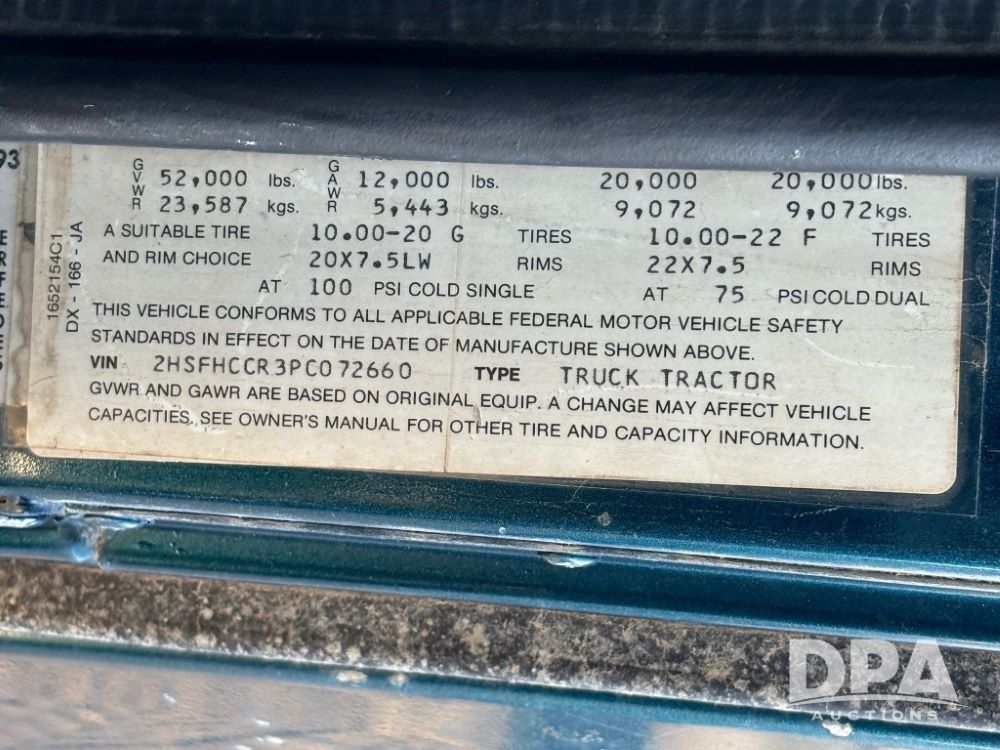 93
GVWR 52,000 lbs. GAWR 12,000 lbs. 20,000 20,000 lbs.
23,587 kgs. 5,443 kgs. 9,072 9,072 kgs.
A SUITABLE TIRE 10.00-20 G TIRES 10.00-22 F TIRES
AND RIM CHOICE 20X7.5LW RIMS 22X7.5 RIMS
AT 100 PSI COLD SINGLE AT 75 PSI COLD DUAL
THIS VEHICLE CONFORMS TO ALL APPLICABLE FEDERAL MOTOR VEHICLE SAFETY
STANDARDS IN EFFECT ON THE DATE OF MANUFACTURE SHOWN ABOVE.
VIN 2HSFHCCR3PC072660 TYPE TRUCK TRACTOR
GVWR AND GAWR ARE BASED ON ORIGINAL EQUIP. A CHANGE MAY AFFECT VEHICLE
CAPACITIES. SEE OWNER'S MANUAL FOR OTHER TIRE AND CAPACITY INFORMATION.
1652154C1
DX - 166 - JA
DPA
AUCTIONS